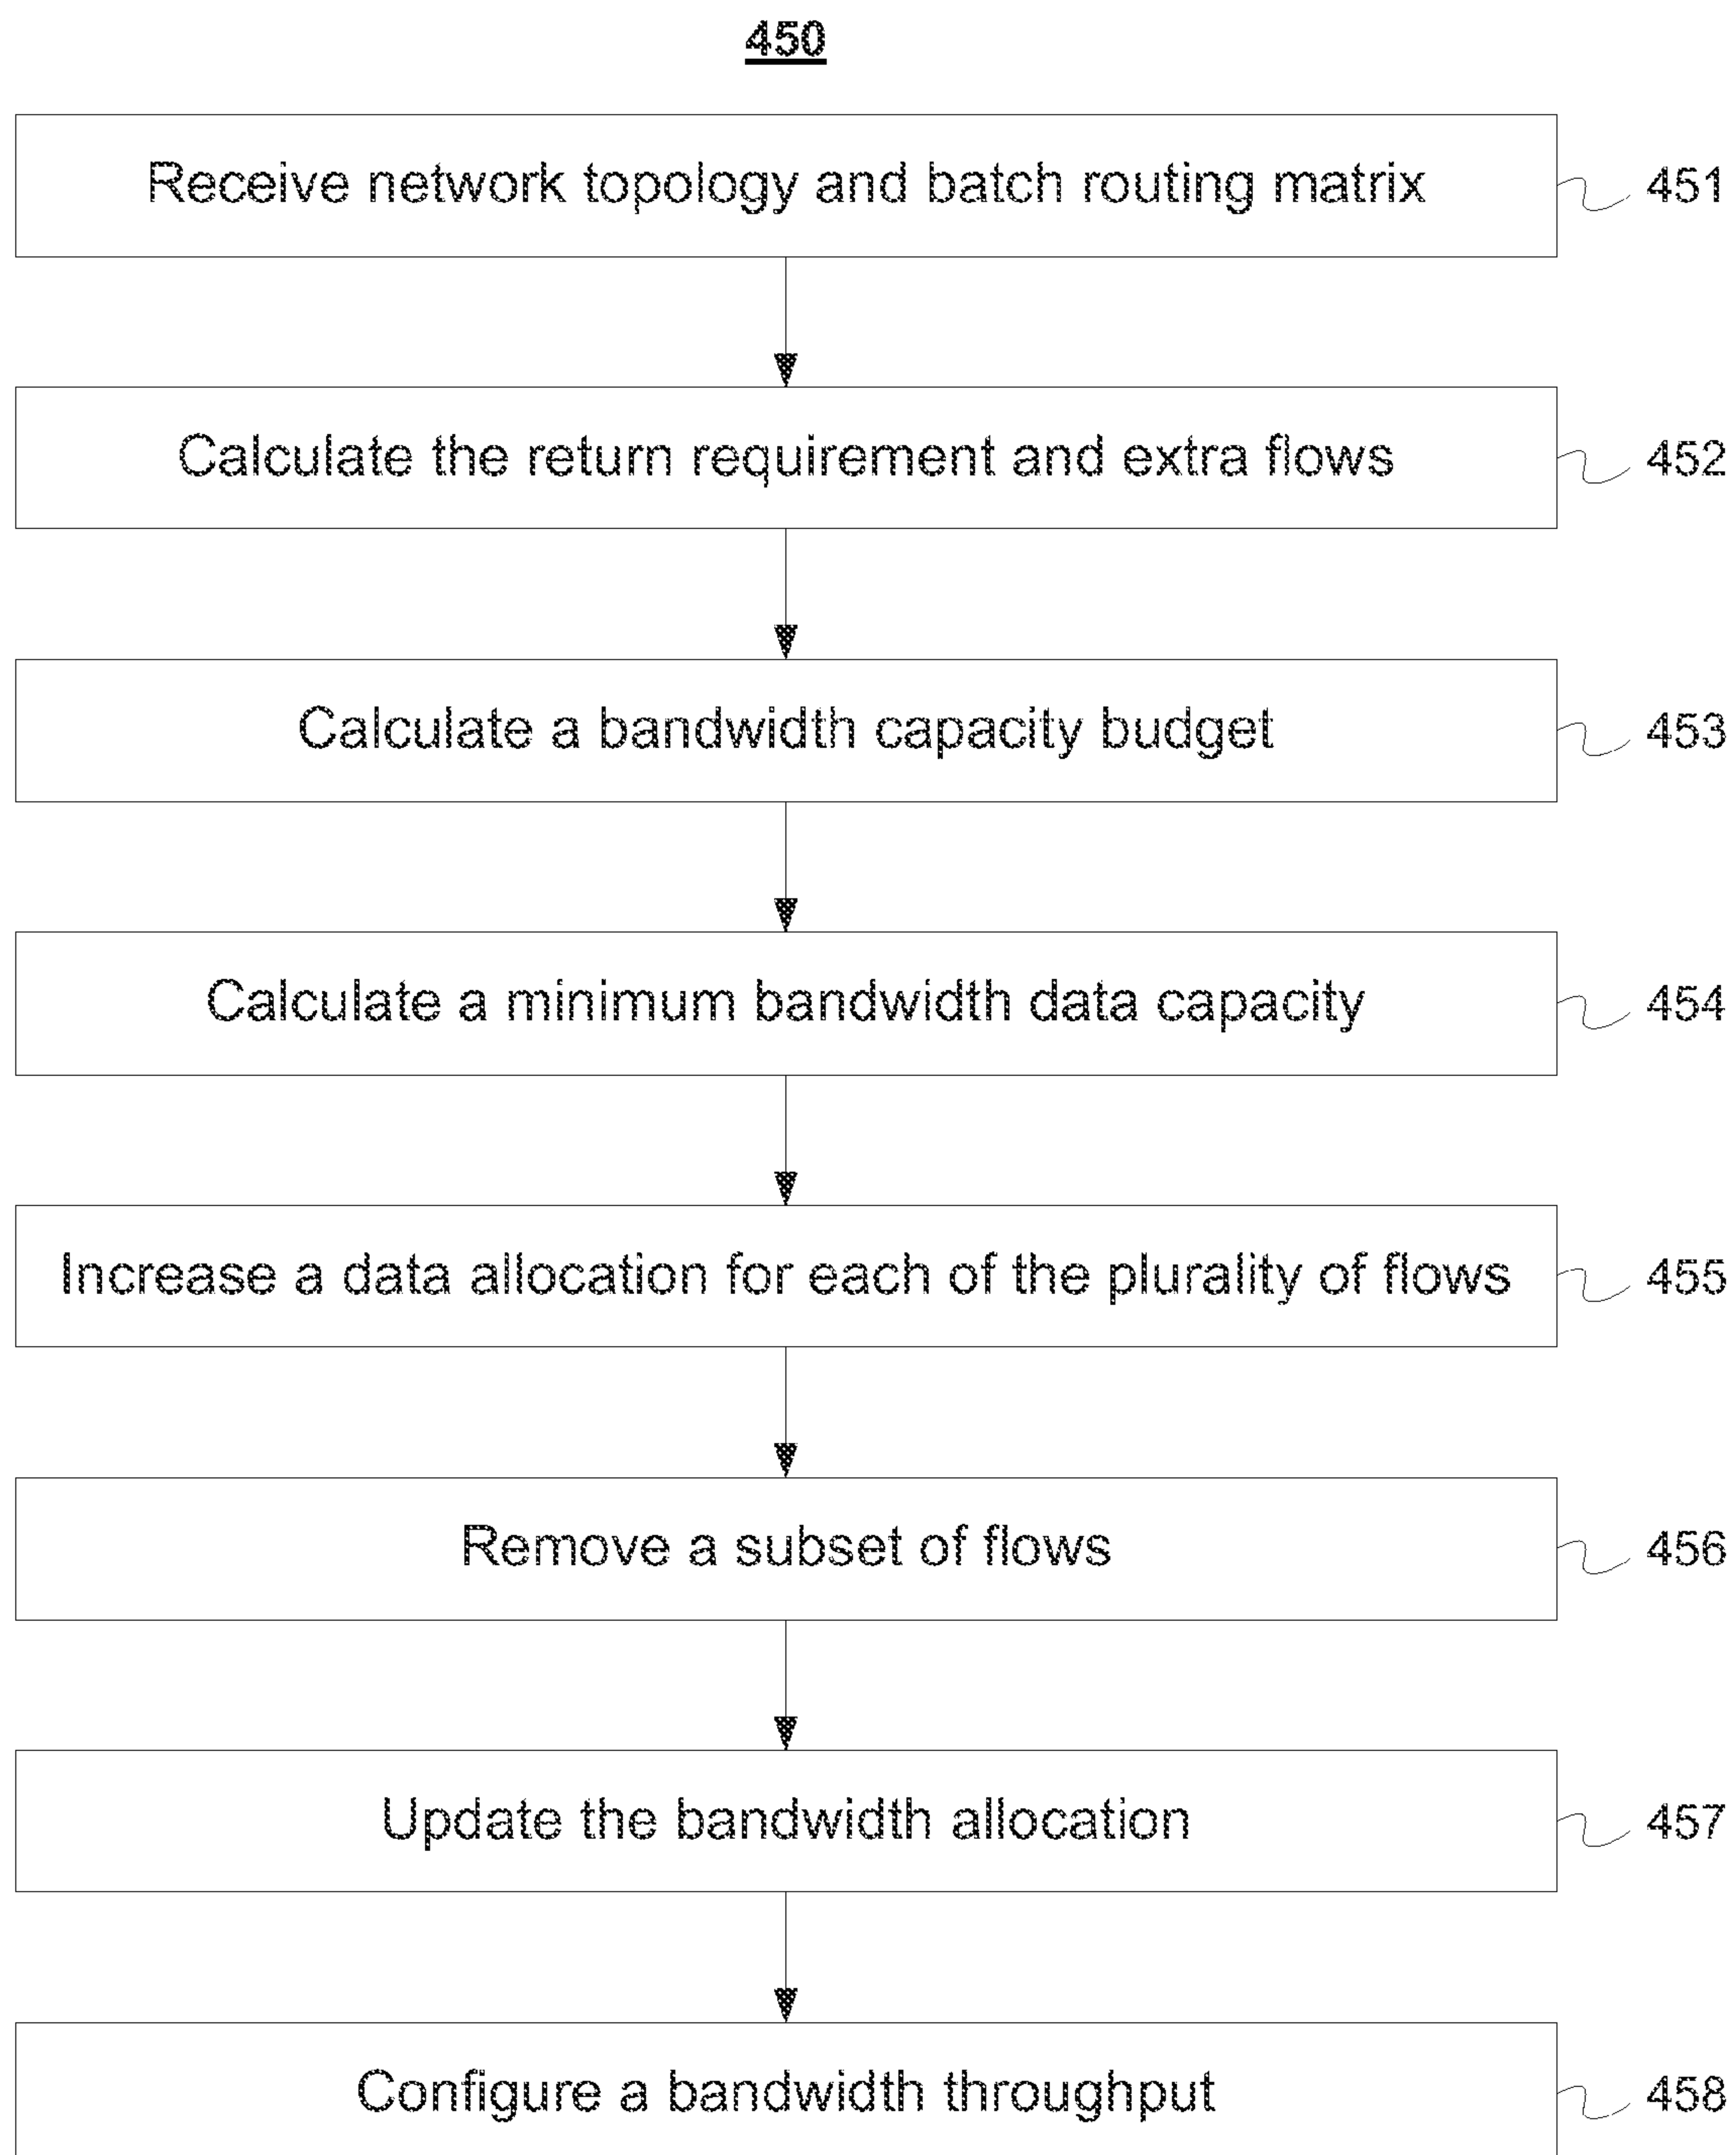 450
Receive network topology and batch routing matrix 451
Calculate the return requirement and extra flows 452
Calculate a bandwidth capacity budget 453
Calculate a minimum bandwidth data capacity 454
Increase a data allocation for each of the plurality of flows 455
Remove a subset of flows 456
Update the bandwidth allocation 457
Configure a bandwidth throughput 458